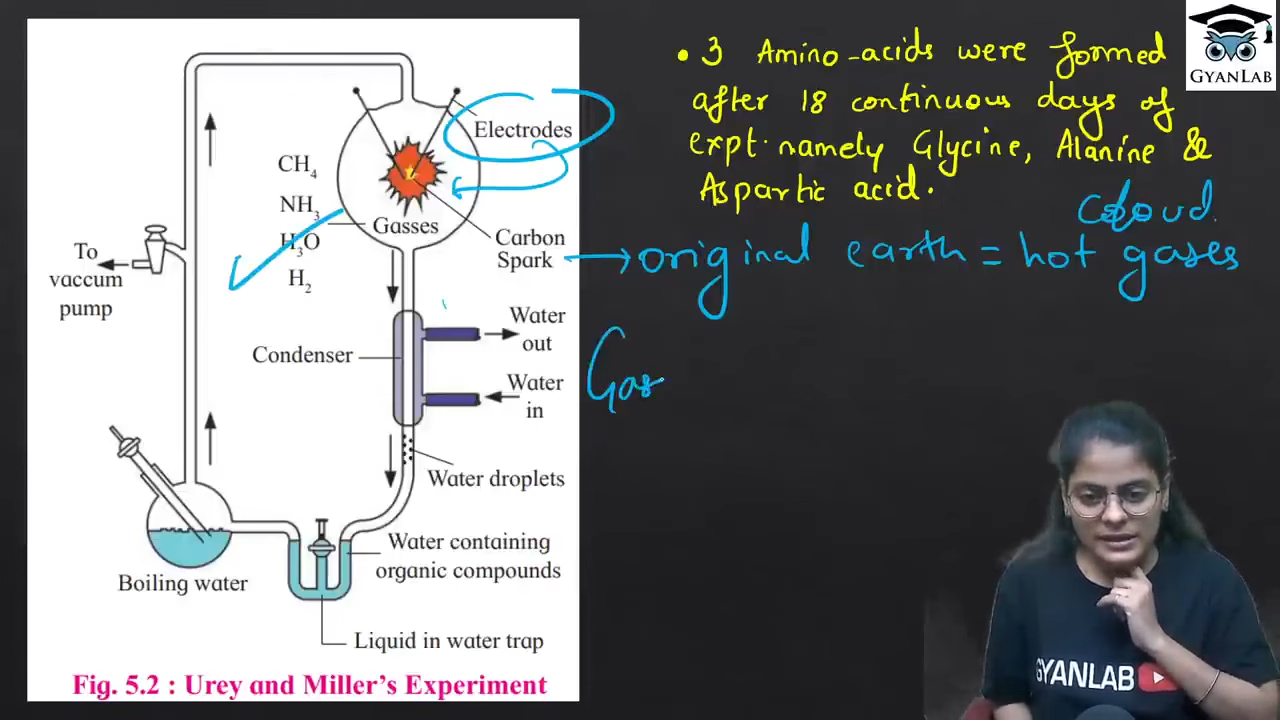 • 3 Amino-acids were formed
after 18 continuous days of
expt. namely Glycine, Alanine &
Aspartic acid.
cloud.
original earth = hot gases
Gas
GYANLAB
Electrodes
CH4
NH3
H3O
H2
Gasses
Carbon
Spark
To
vaccum
pump
Water
out
Condenser
Water
in
Water droplets
Water containing
organic compounds
Boiling water
Liquid in water trap
Fig. 5.2 : Urey and Miller's Experiment
GYANLAB